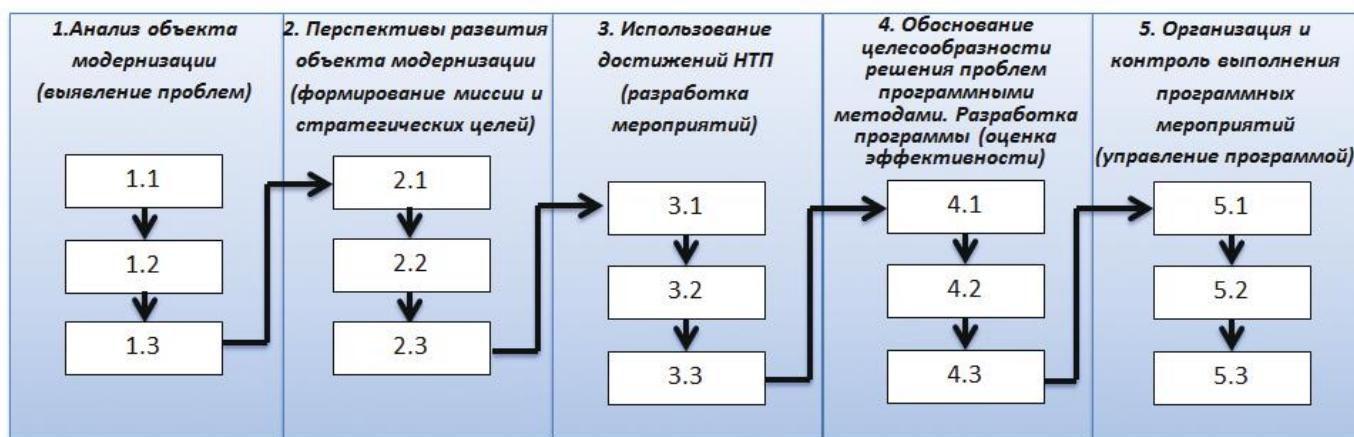 1.Анализ объекта
модернизации
(выявление проблем)
1.1
1.2
1.3
2. Перспективы развития
объекта модернизации
(формирование миссии и
стратегических целей)
2.1
2.2
2.3
3. Использование
достижений НТП
(разработка
мероприятий)
3.1
3.2
3.3
4. Обоснование
целесообразности
решения проблем
программными
методами. Разработка
программы (оценка
эффективности)
4.1
4.2
4.3
5. Организация и
контроль выполнения
программных
мероприятий
(управление программой)
5.1
5.2
5.3